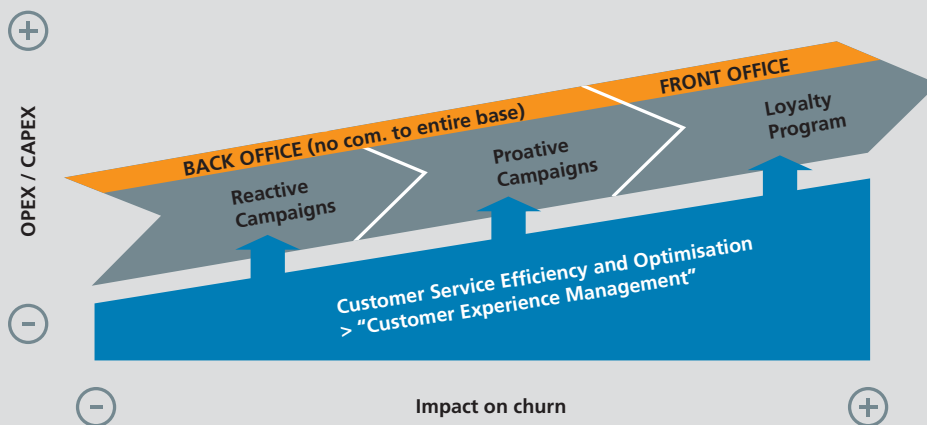 OPEX / CAPEX
BACK OFFICE (no com. to entire base)
FRONT OFFICE
Reactive
Campaigns
Proative
Campaigns
Loyalty
Program
Customer Service Efficiency and Optimisation
> “Customer Experience Management”
Impact on churn